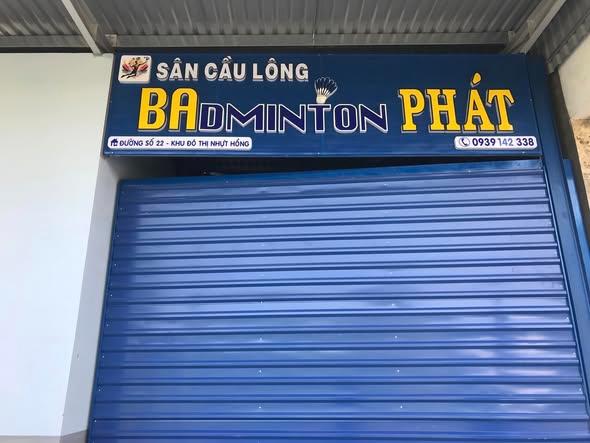 SÂN CẦU LÔNG
BADMINTON PHÁT
ĐƯỜNG SỐ 22 - KHU ĐÔ THỊ NHỰT HỒNG
0939 142 338